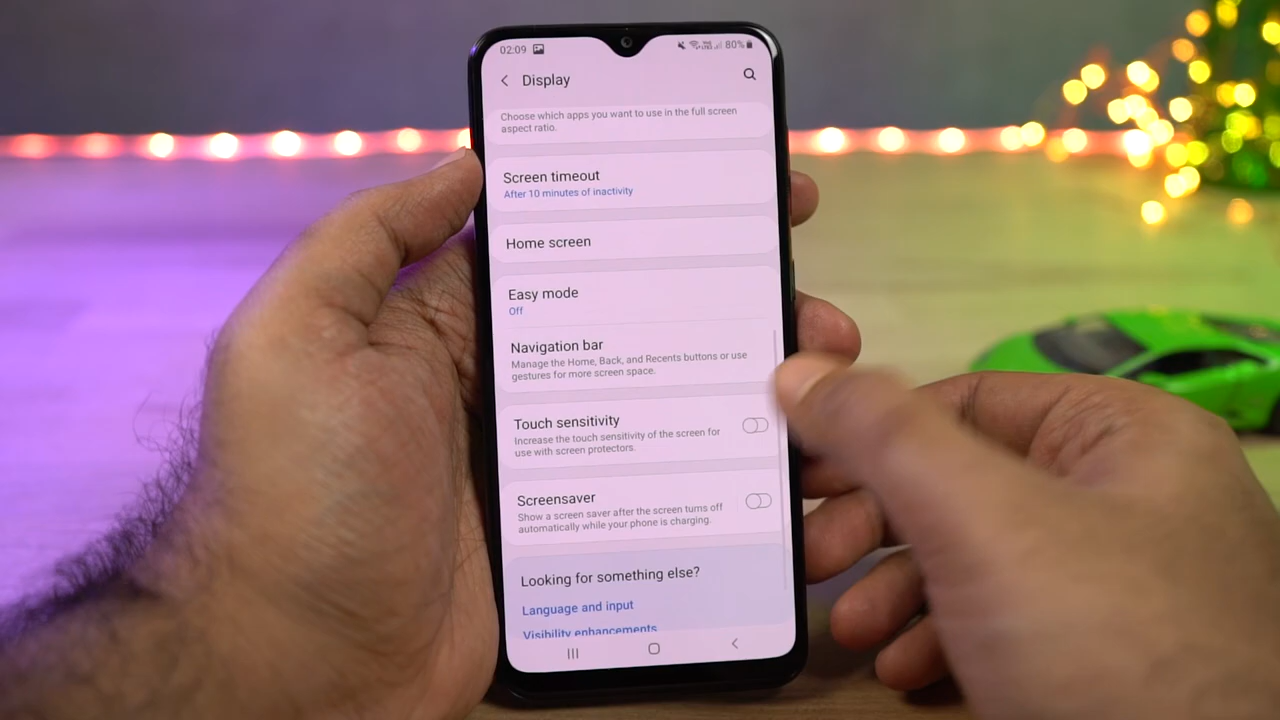 02:09 80%
Display
Choose which apps you want to use in the full screen
aspect ratio.
Screen timeout
After 10 minutes of inactivity
Home screen
Easy mode
Off
Navigation bar
Manage the Home, Back, and Recents buttons or use
gestures for more screen space.
Touch sensitivity
Increase the touch sensitivity of the screen for
use with screen protectors.
Screensaver
Show a screen saver after the screen turns off
automatically while your phone is charging.
Looking for something else?
Language and input
Visibility enhancements